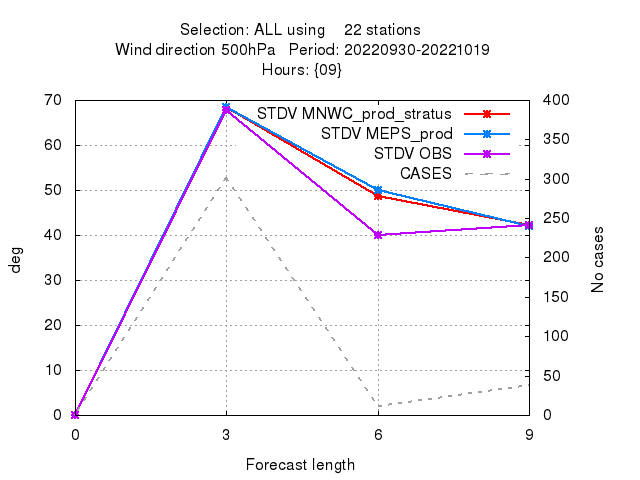 Selection: ALL using    22 stations
Wind direction 500hPa   Period: 20220930-20221019
Hours: {09}
70
60
50
40
30
20
10
0
deg
400
350
300
250
200
150
100
50
0
No cases
STDV MNWC_prod_stratus
STDV MEPS_prod
STDV OBS
CASES
0 3 6 9
Forecast length